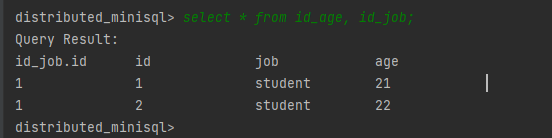 distributed_minisql> select * from id_age, id_job;
Query Result:
id_job.id id job age
1 1 student 21
1 2 student 22
distributed_minisql>